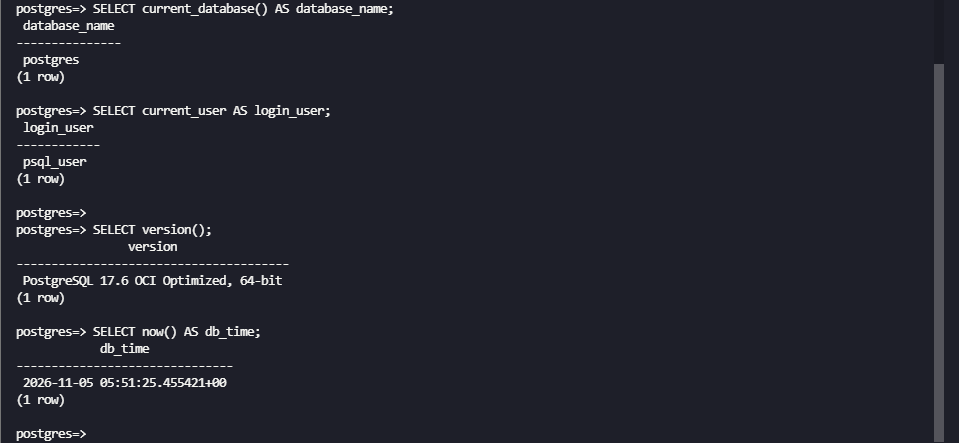 postgres=> SELECT current_database() AS database_name;
 database_name
---------------
 postgres
(1 row)

postgres=> SELECT current_user AS login_user;
 login_user
------------
 psql_user
(1 row)

postgres=>
postgres=> SELECT version();
                version
---------------------------------------
 PostgreSQL 17.6 OCI Optimized, 64-bit
(1 row)

postgres=> SELECT now() AS db_time;
            db_time
-------------------------------
 2026-11-05 05:51:25.455421+00
(1 row)

postgres=>